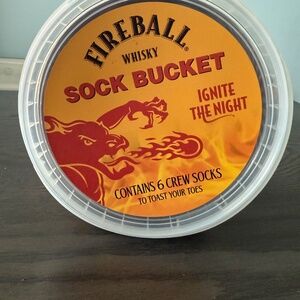 FIREBALL
WHISKY
SOCK BUCKET
IGNITE
THE NIGHT
CONTAINS 6 CREW SOCKS
TO TOAST YOUR TOES